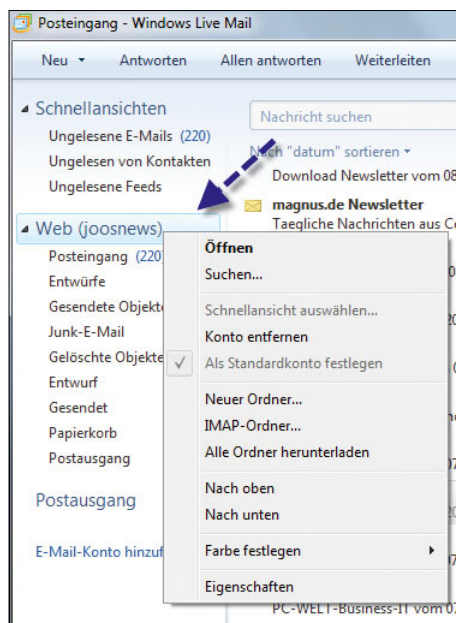 Posteingang - Windows Live Mail
Neu Antworten Allen antworten Weiterleiten
Schnellansichten
Ungelesene E-Mails (220)
Ungelesen von Kontakten
Ungelesene Feeds
Web (joosnews)
Posteingang (220)
Entwürfe
Gesendete Objekte
Junk-E-Mail
Gelöschte Objekte
Entwurf
Gesendet
Papierkorb
Postausgang
Postausgang
E-Mail-Konto
Nachricht suchen
Nach "datum" sortieren
Download Newsletter vom 08
magnus.de Newsletter
Taegliche Nachrichten aus
Öffnen
Suchen...
Schnellansicht auswählen...
Konto entfernen
Als Standardkonto festlegen
Neuer Ordner...
IMAP-Ordner...
Alle Ordner herunterladen
Nach oben
Nach unten
Farbe festlegen
Eigenschaften
PC-WELT-Business-IT vom 07